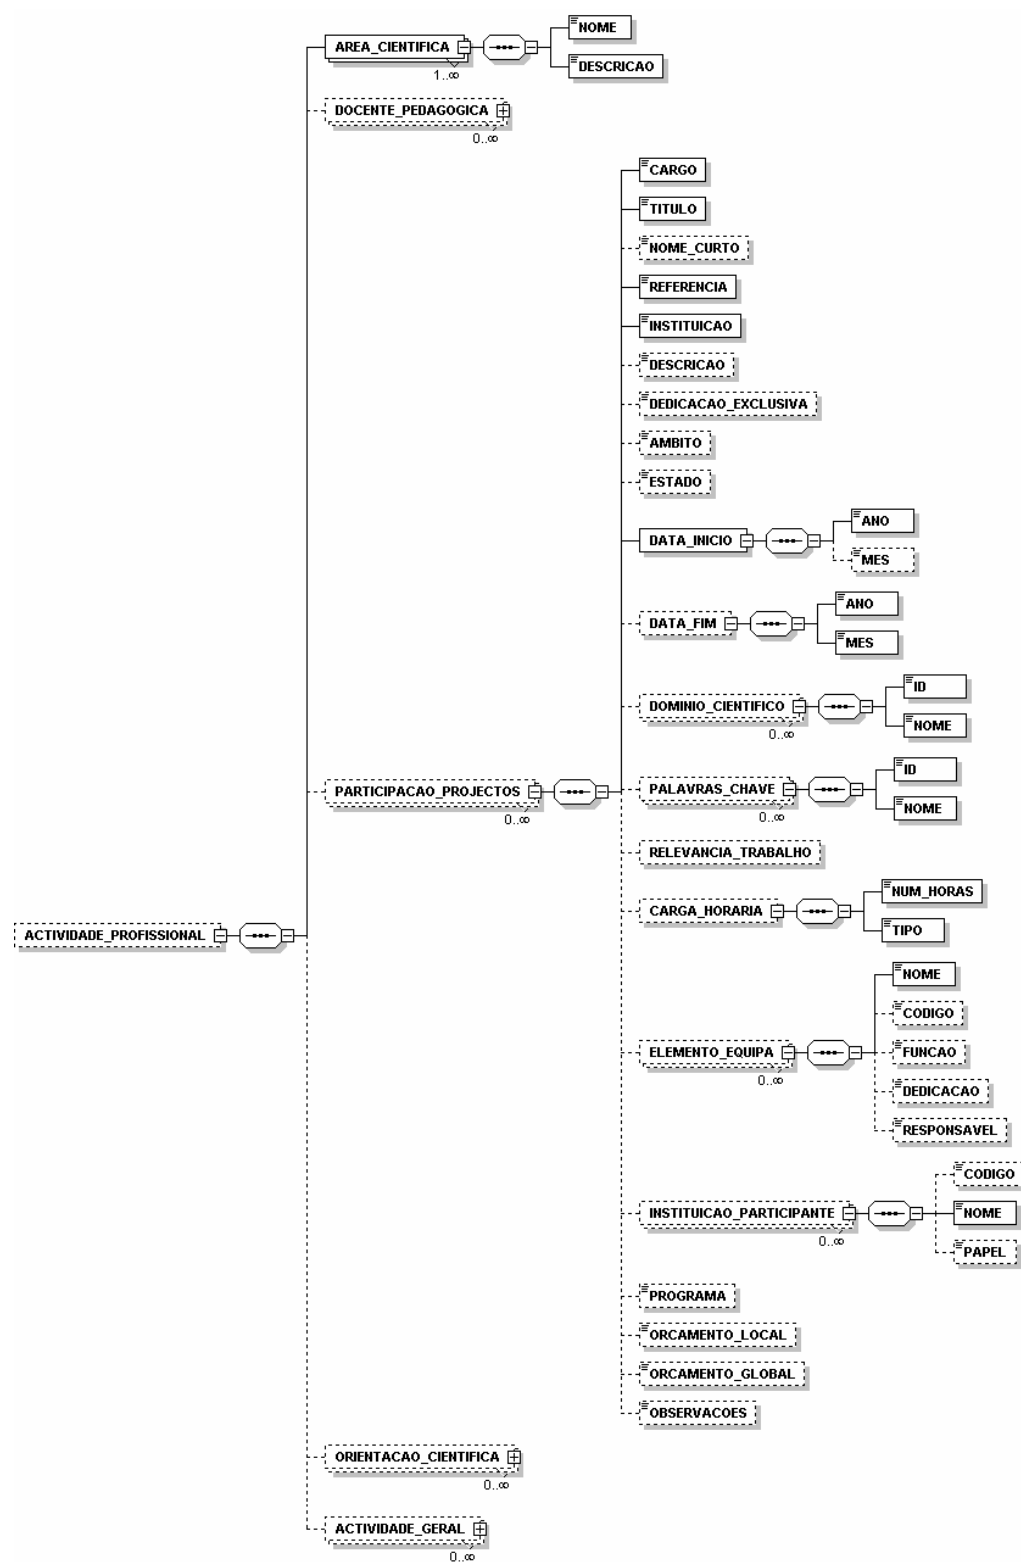 AREA_CIENTIFICA
1..∞
NOME
DESCRICAO
DOCENTE_PEDAGOGICA
0..∞
CARGO
TITULO
NOME_CURTO
REFERENCIA
INSTITUICAO
DESCRICAO
DEDICACAO_EXCLUSIVA
AMBITO
ESTADO
DATA_INICIO
ANO
MES
DATA_FIM
ANO
MES
DOMINIO_CIENTIFICO
0..∞
ID
NOME
PARTICIPACAO_PROJECTOS
0..∞
PALAVRAS_CHAVE
0..∞
ID
NOME
RELEVANCIA_TRABALHO
CARGA_HORARIA
NUM_HORAS
TIPO
ACTIVIDADE_PROFISSIONAL
ELEMENTO_EQUIPA
0..∞
NOME
CODIGO
FUNCAO
DEDICACAO
RESPONSAVEL
INSTITUICAO_PARTICIPANTE
0..∞
CODIGO
NOME
PAPEL
PROGRAMA
ORCAMENTO_LOCAL
ORCAMENTO_GLOBAL
OBSERVACOES
ORIENTACAO_CIENTIFICA
0..∞
ACTIVIDADE_GERAL
0..∞